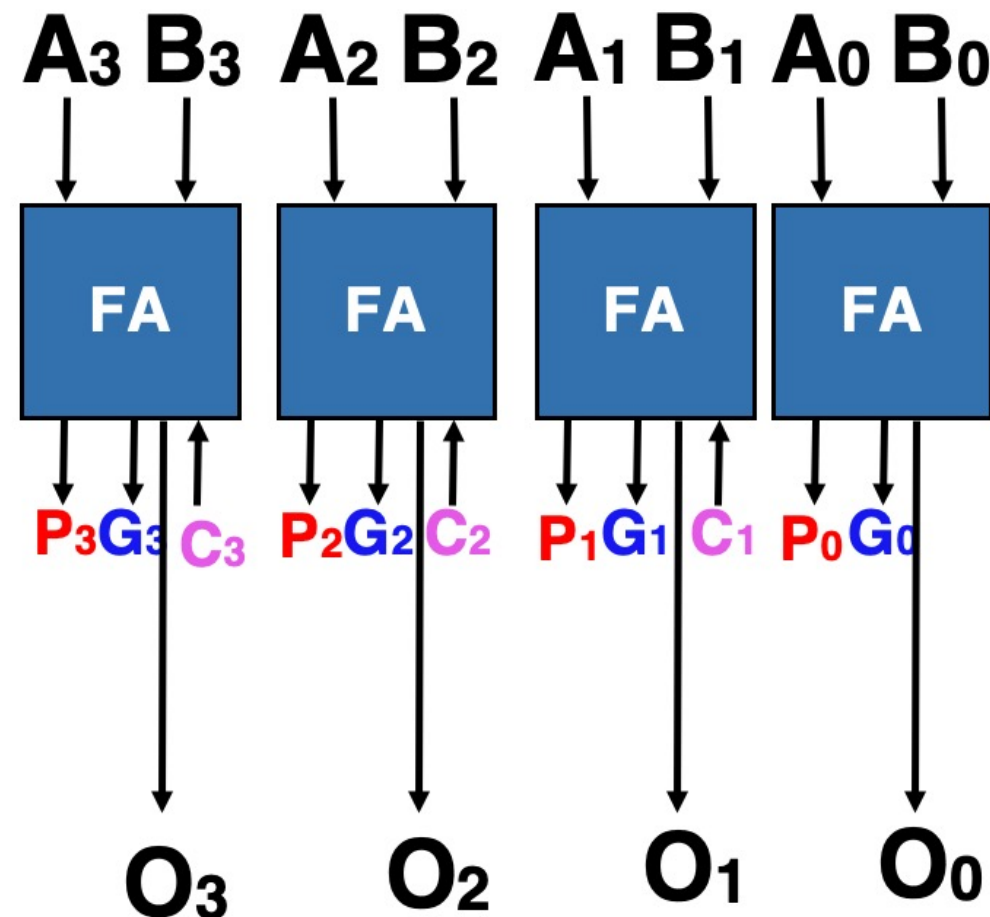 A3 B3 A2 B2 A1 B1 A0 B0
FA FA FA FA
P3 G3 C3 P2 G2 C2 P1 G1 C1 P0 G0
O3 O2 O1 O0